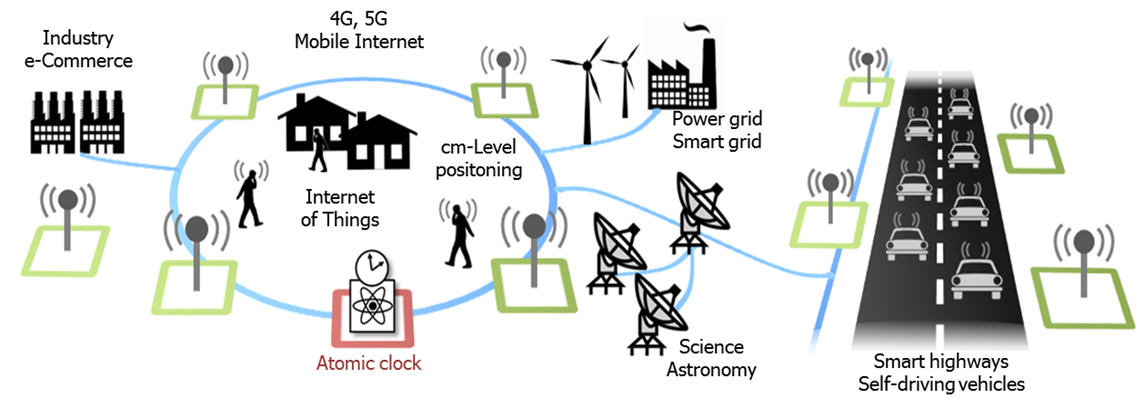 4G, 5G
Mobile Internet
Industry
e-Commerce
Power grid
Smart grid
cm-Level
positoning
Internet
of Things
Atomic clock
Science
Astronomy
Smart highways
Self-driving vehicles